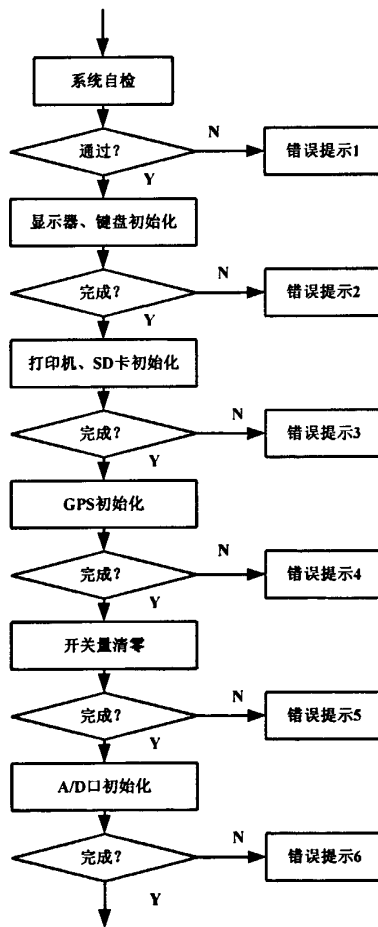 系统自检
通过?
N
错误提示1
Y
显示器、键盘初始化
完成?
N
错误提示2
Y
打印机、SD卡初始化
完成?
N
错误提示3
Y
GPS初始化
完成?
N
错误提示4
Y
开关量清零
完成?
N
错误提示5
Y
A/D口初始化
完成?
N
错误提示6
Y